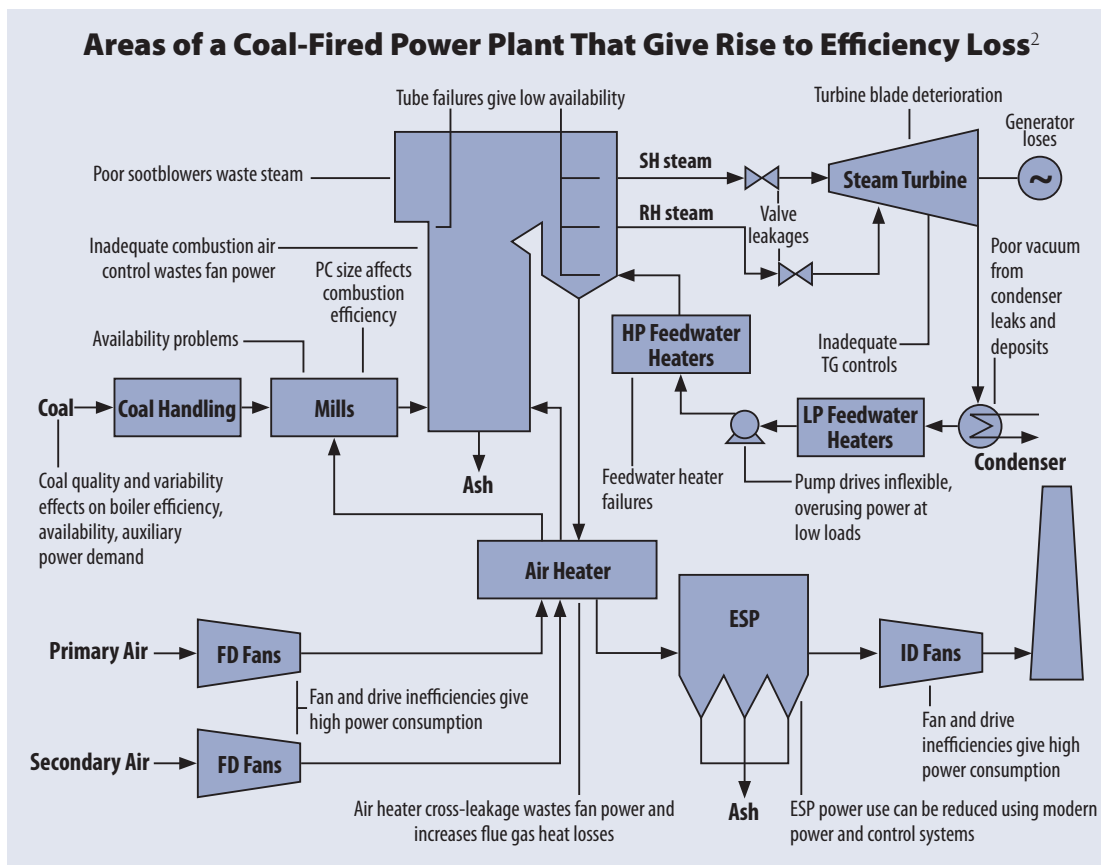 Areas of a Coal-Fired Power Plant That Give Rise to Efficiency Loss2
Tube failures give low availability
Turbine blade deterioration
Generator
loses
Poor sootblowers waste steam
SH steam
Steam Turbine
~
RH steam
Valve
leakages
Inadequate combustion air
control wastes fan power
PC size affects
combustion
efficiency
Poor vacuum
from
condenser
leaks and
deposits
Availability problems
HP Feedwater
Heaters
Inadequate
TG controls
Coal
Coal Handling
Mills
LP Feedwater
Heaters
Condenser
Coal quality and variability
effects on boiler efficiency,
availability, auxiliary
power demand
Ash
Feedwater heater
failures
Pump drives inflexible,
overusing power at
low loads
Air Heater
ESP
Primary Air
FD Fans
ID Fans
Fan and drive inefficiencies give
high power consumption
Secondary Air
FD Fans
Fan and drive
inefficiencies give high
power consumption
Air heater cross-leakage wastes fan power and
increases flue gas heat losses
Ash
ESP power use can be reduced using modern
power and control systems